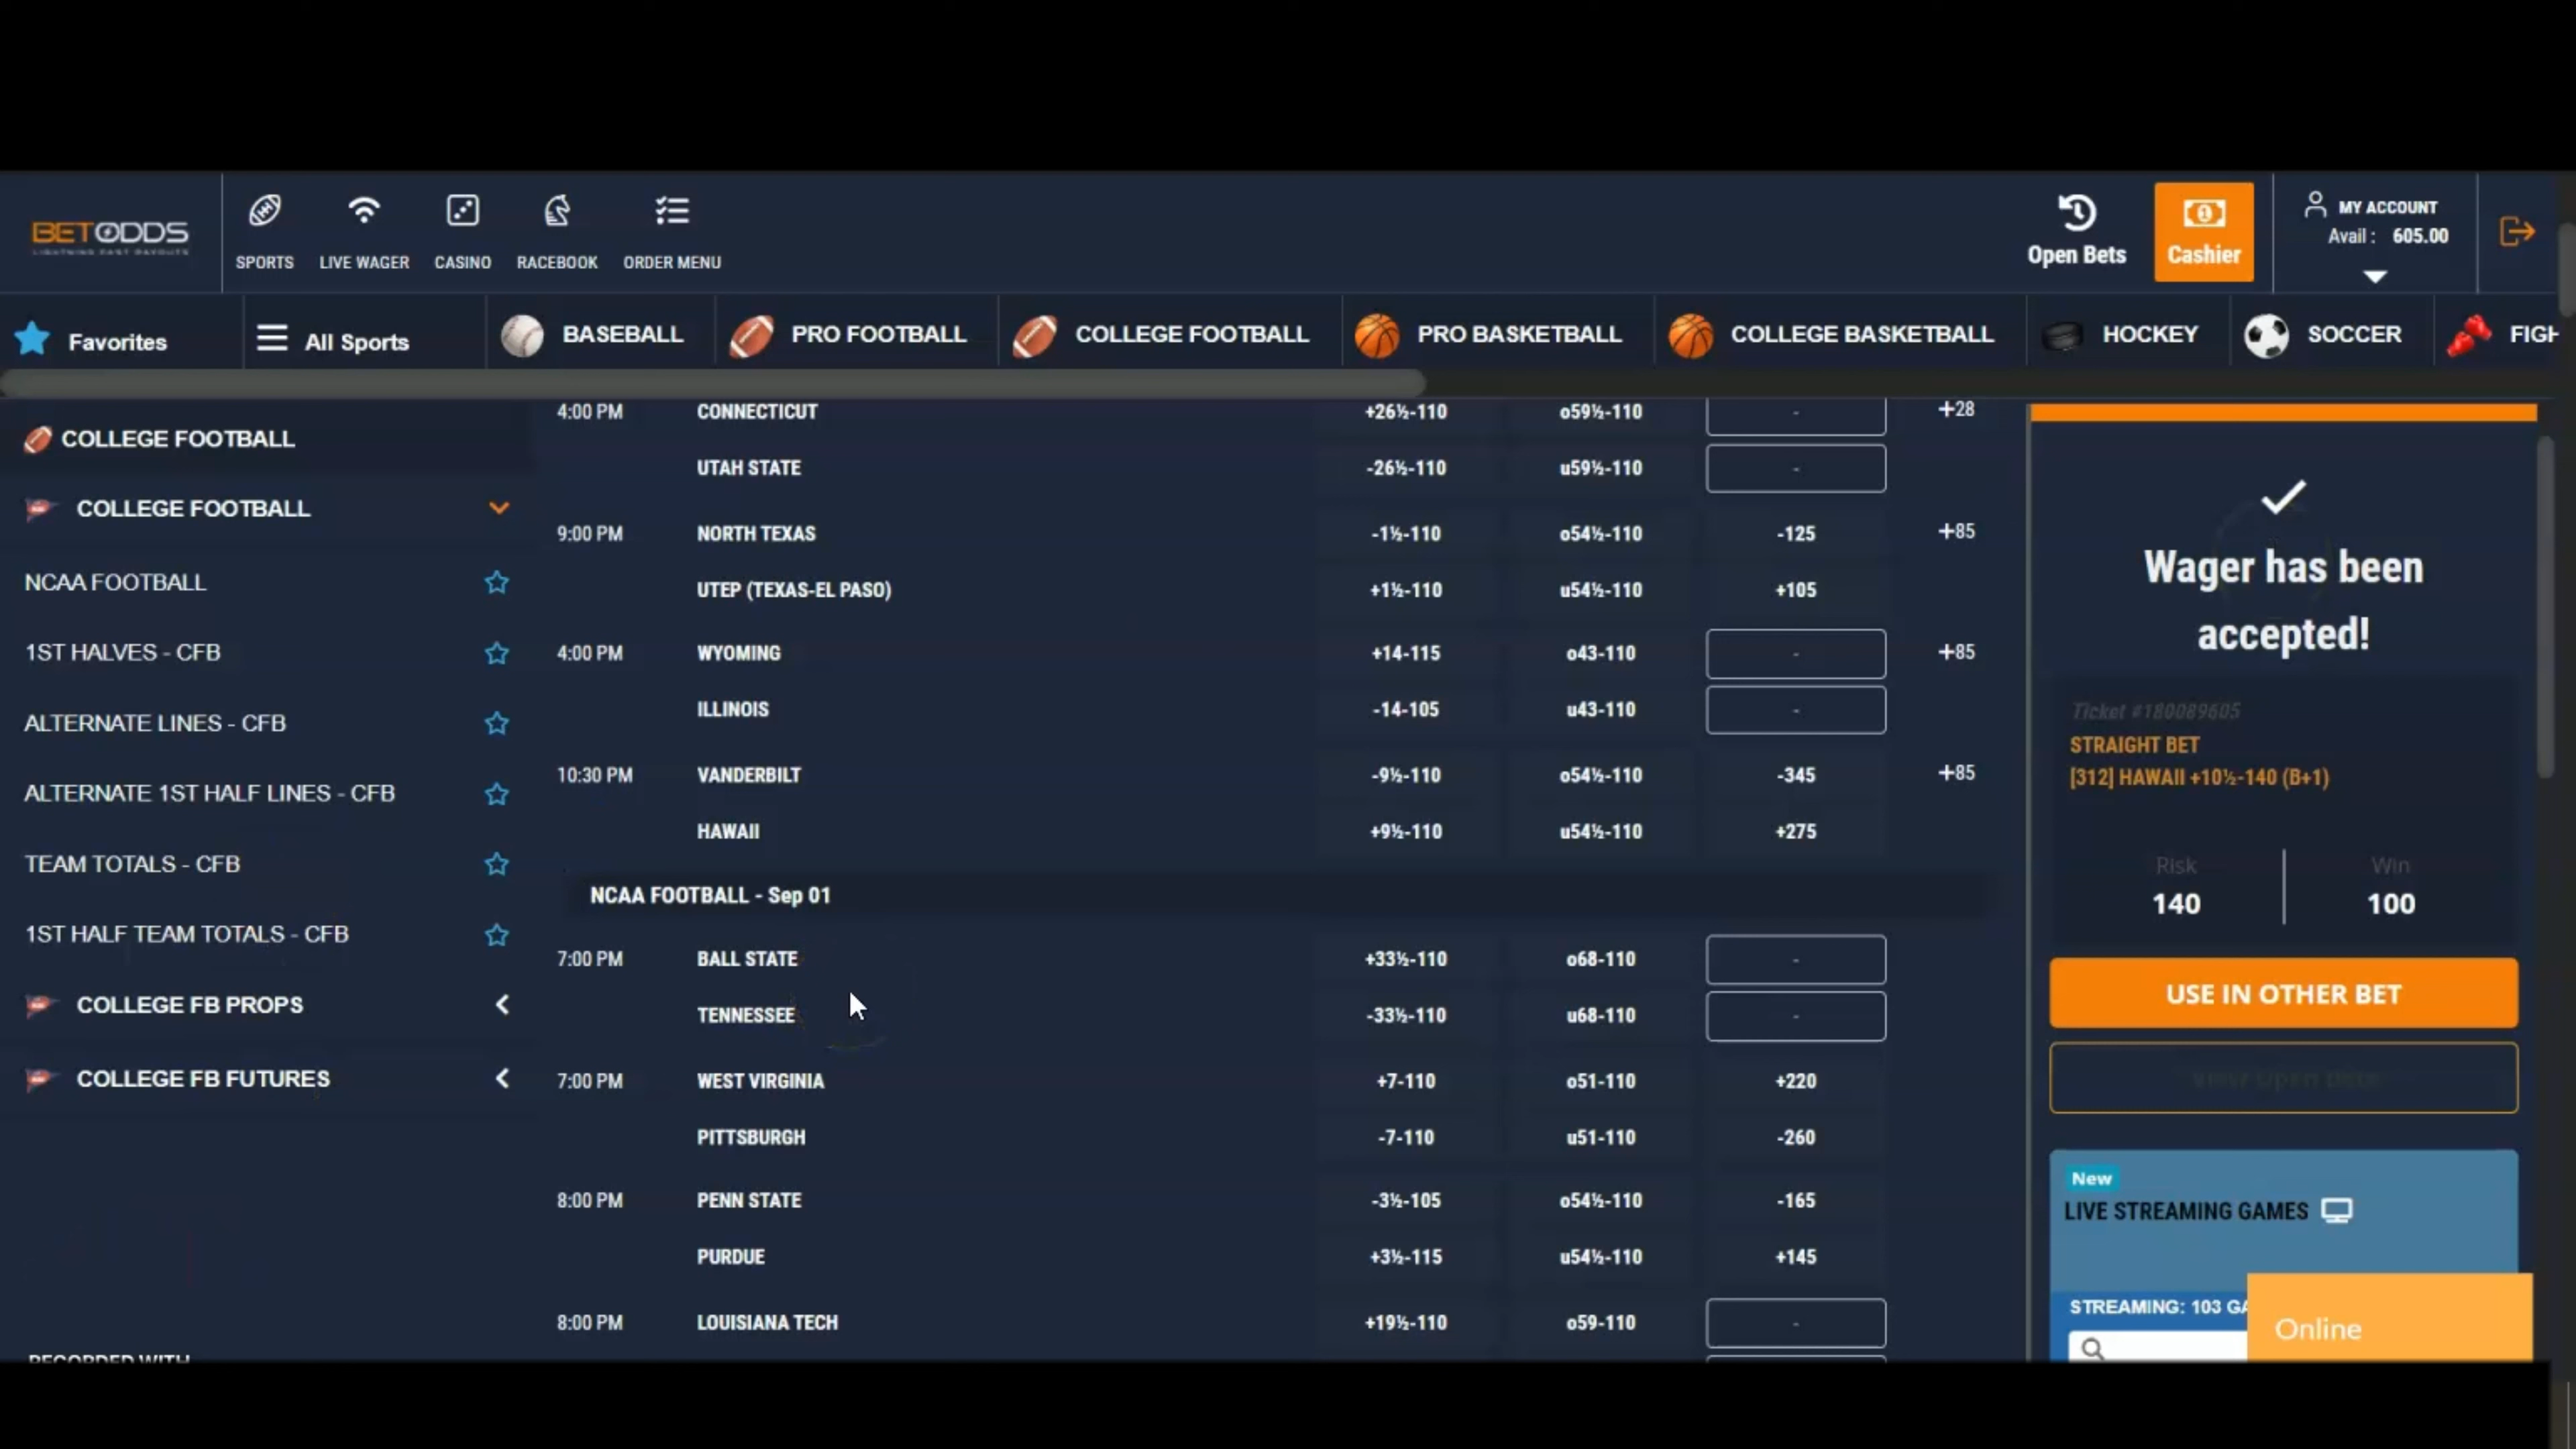 BETODDS
LIGHTNING FAST PAYOUTS
SPORTS
LIVE WAGER
CASINO
RACEBOOK
ORDER MENU
Open Bets
Cashier
MY ACCOUNT
Avail : 605.00
Favorites
All Sports
BASEBALL
PRO FOOTBALL
COLLEGE FOOTBALL
PRO BASKETBALL
COLLEGE BASKETBALL
HOCKEY
SOCCER
FIGH
COLLEGE FOOTBALL
COLLEGE FOOTBALL
NCAA FOOTBALL
1ST HALVES - CFB
ALTERNATE LINES - CFB
ALTERNATE 1ST HALF LINES - CFB
TEAM TOTALS - CFB
1ST HALF TEAM TOTALS - CFB
COLLEGE FB PROPS
COLLEGE FB FUTURES
RECORDED WITH
4:00 PM CONNECTICUT +26½-110 o59½-110 - +28
UTAH STATE -26½-110 u59½-110 -
9:00 PM NORTH TEXAS -1½-110 o54½-110 -125 +85
UTEP (TEXAS-EL PASO) +1½-110 u54½-110 +105
4:00 PM WYOMING +14-115 o43-110 - +85
ILLINOIS -14-105 u43-110 -
10:30 PM VANDERBILT -9½-110 o54½-110 -345 +85
HAWAII +9½-110 u54½-110 +275
NCAA FOOTBALL - Sep 01
7:00 PM BALL STATE +33½-110 o68-110 -
TENNESSEE -33½-110 u68-110 -
7:00 PM WEST VIRGINIA +7-110 o51-110 +220
PITTSBURGH -7-110 u51-110 -260
8:00 PM PENN STATE -3½-105 o54½-110 -165
PURDUE +3½-115 u54½-110 +145
8:00 PM LOUISIANA TECH +19½-110 o59-110 -
Wager has been
accepted!
Ticket #180089605
STRAIGHT BET
[312] HAWAII +10½-140 (B+1)
Risk Win
140 100
USE IN OTHER BET
New
LIVE STREAMING GAMES
STREAMING: 103 GA
Online